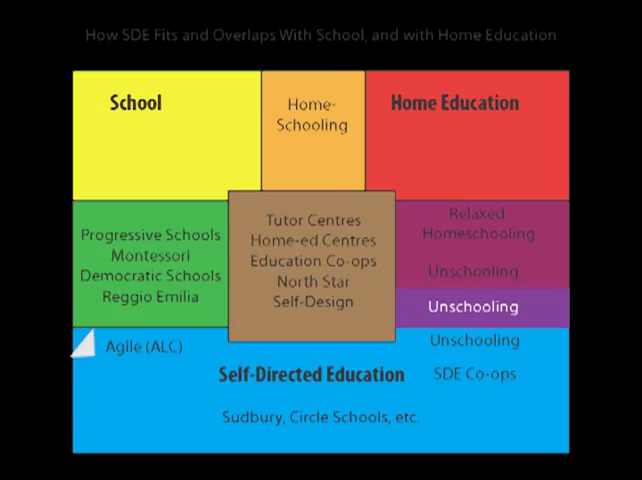 How SDE Fits and Overlaps With School, and with Home Education
School
Home-
Schooling
Home Education
Progressive Schools
Montessori
Democratic Schools
Reggio Emilia
Tutor Centres
Home-ed Centres
Education Co-ops
North Star
Self-Design
Relaxed
Homeschooling
Unschooling
Unschooling
Unschooling
Agile (ALC)
Self-Directed Education
SDE Co-ops
Sudbury, Circle Schools, etc.